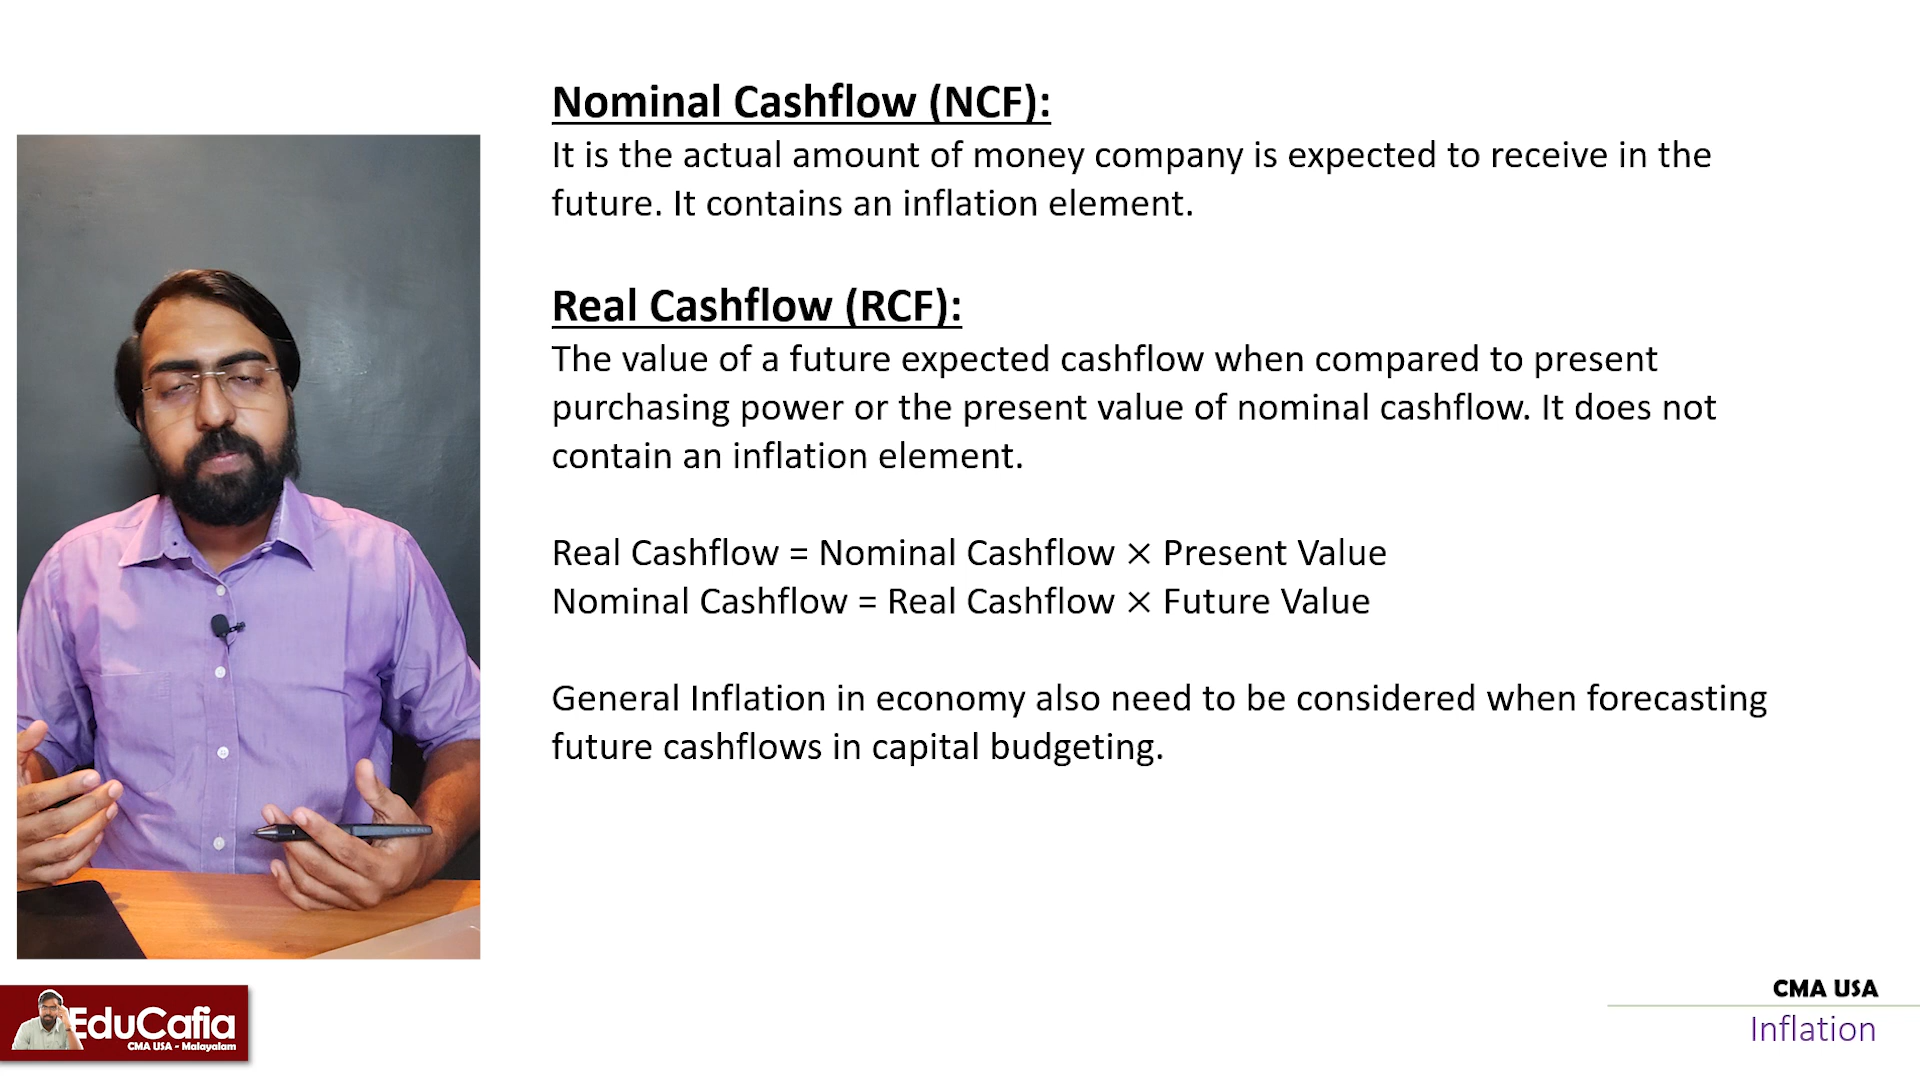 Nominal Cashflow (NCF):
It is the actual amount of money company is expected to receive in the
future. It contains an inflation element.
Real Cashflow (RCF):
The value of a future expected cashflow when compared to present
purchasing power or the present value of nominal cashflow. It does not
contain an inflation element.
Real Cashflow = Nominal Cashflow × Present Value
Nominal Cashflow = Real Cashflow × Future Value
General Inflation in economy also need to be considered when forecasting
future cashflows in capital budgeting.
EduCafia
CMA USA - Malayalam
CMA USA
Inflation